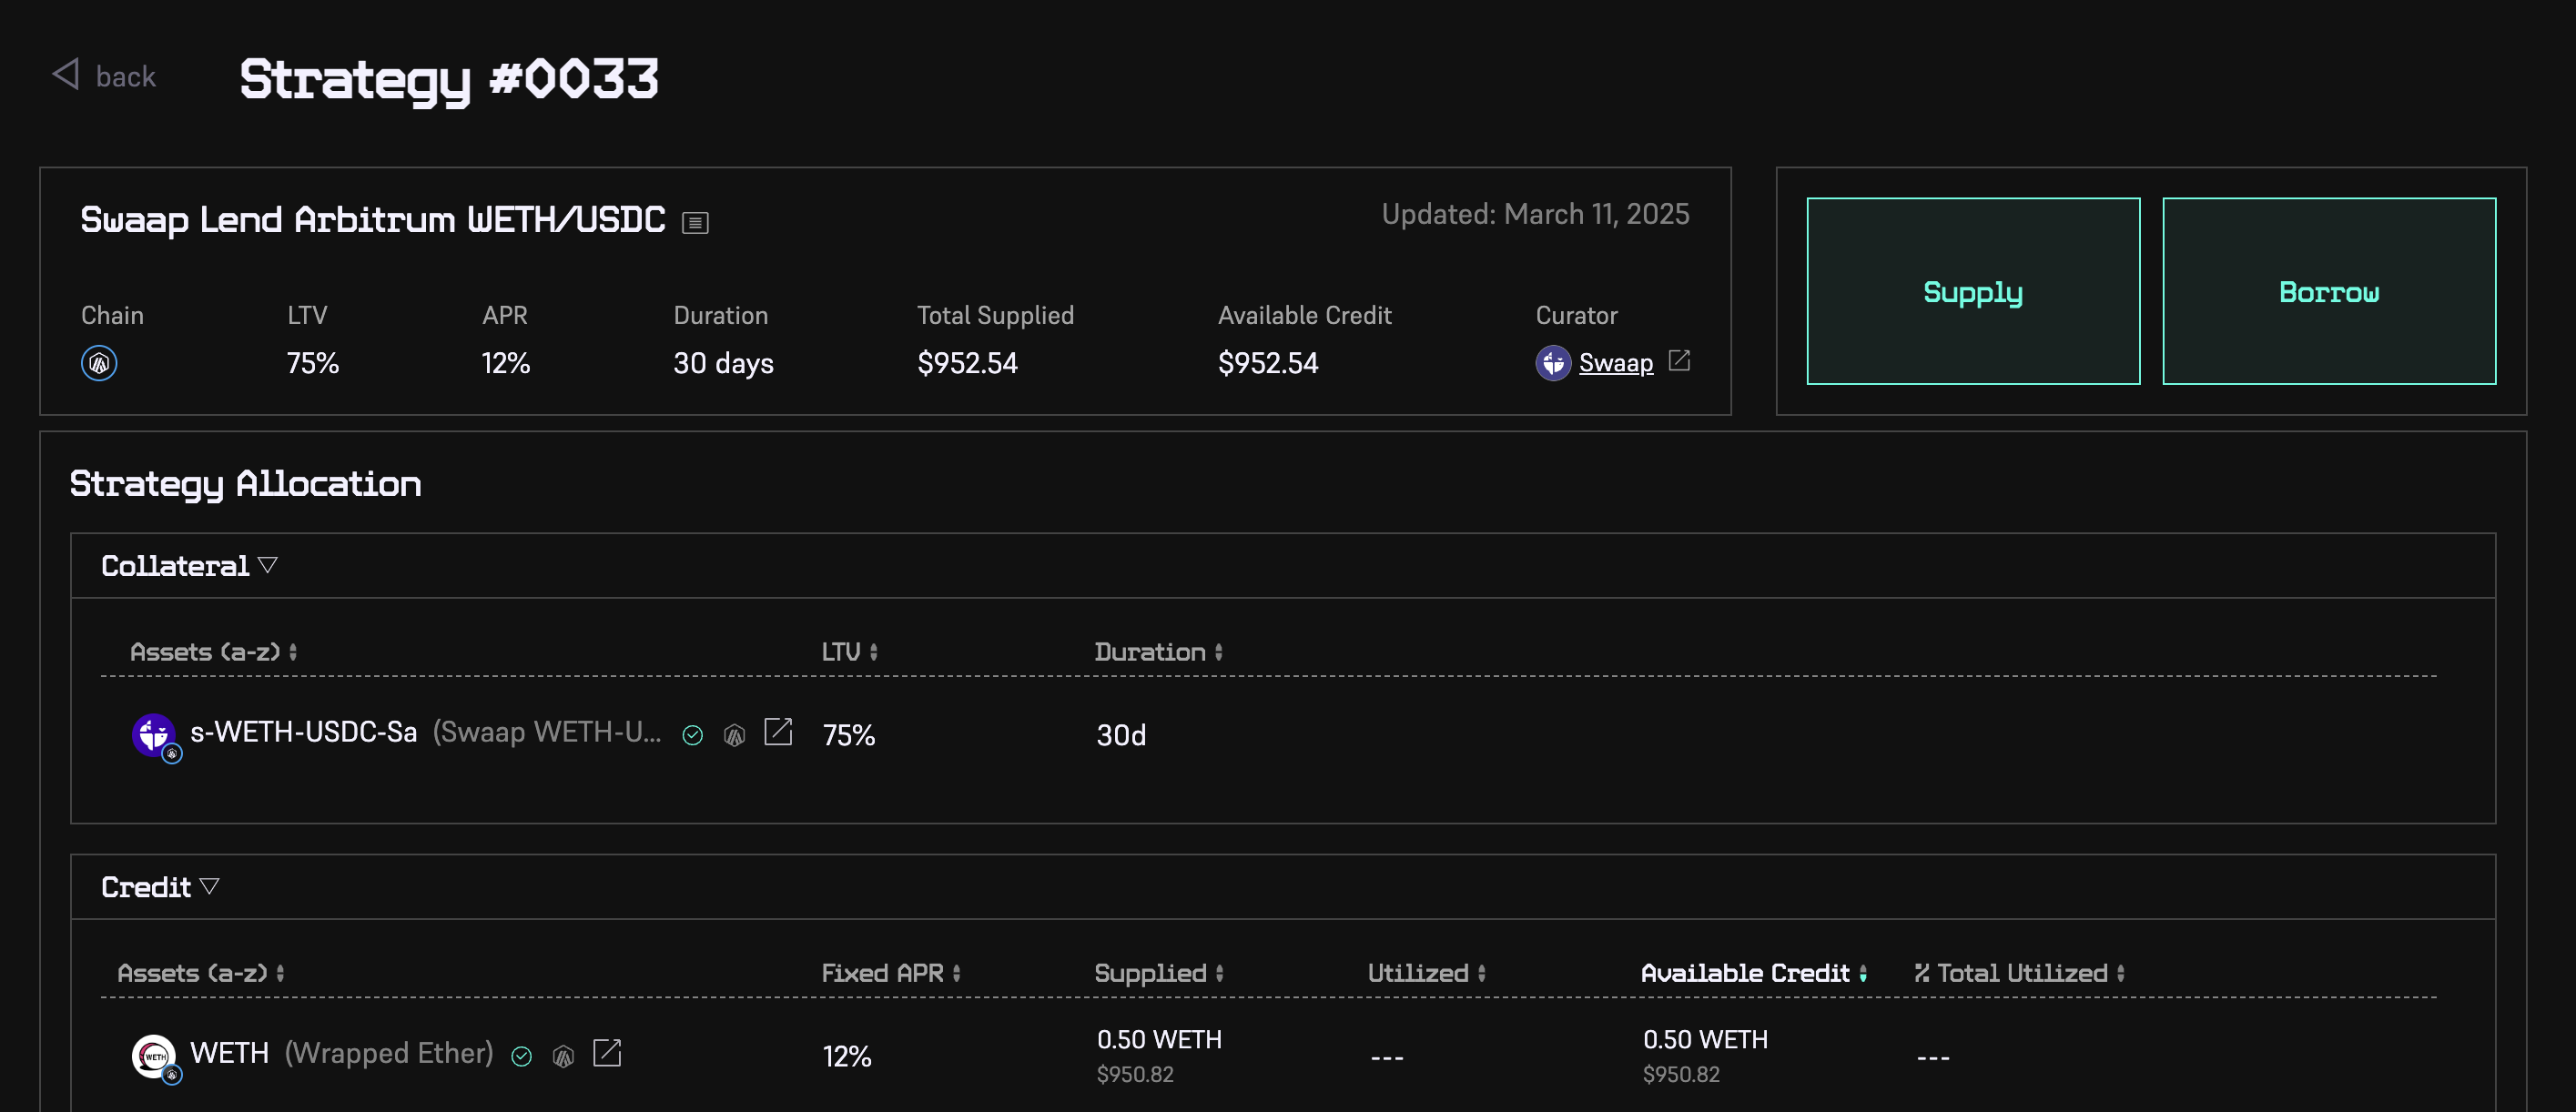 back
Strategy #0033
Swaap Lend Arbitrum WETH/USDC
Updated: March 11, 2025
Chain LTV APR Duration Total Supplied Available Credit Curator
75% 12% 30 days $952.54 $952.54 Swaap
Supply Borrow
Strategy Allocation
Collateral
Assets (a-z) LTV Duration
s-WETH-USDC-Sa (Swaap WETH-U... 75% 30d
Credit
Assets (a-z) Fixed APR Supplied Utilized Available Credit % Total Utilized
WETH WETH (Wrapped Ether) 12% 0.50 WETH --- 0.50 WETH ---
$950.82 $950.82